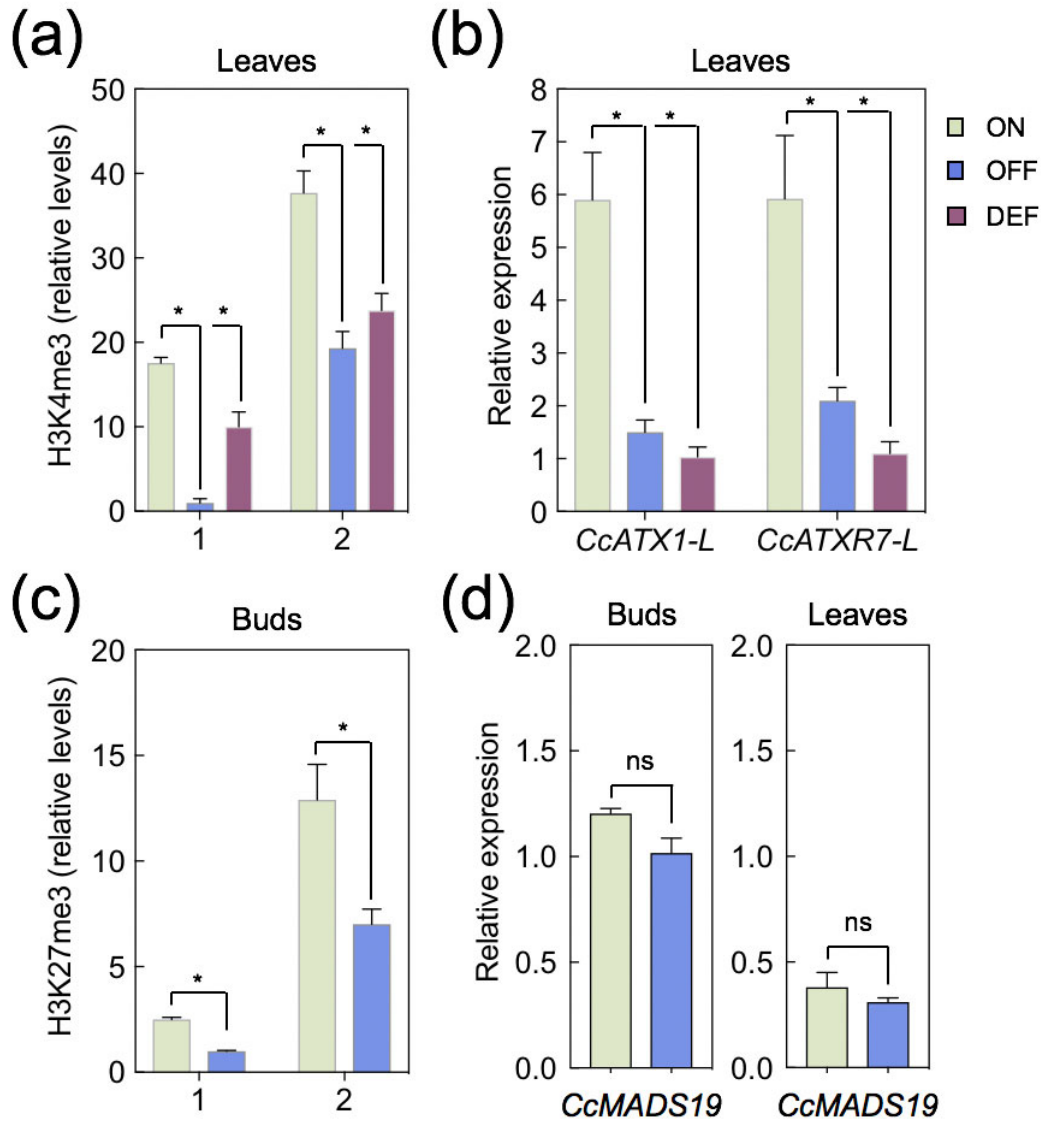 (a)
Leaves
H3K4me3 (relative levels)
50
40
30
20
10
0
* *
* *
1 2
(b)
Leaves
Relative expression
8
7
6
5
4
3
2
1
0
* *
* *
CcATX1-L CcATXR7-L
ON
OFF
DEF
(c)
Buds
H3K27me3 (relative levels)
20
15
10
5
0
*
*
1 2
(d)
Buds
Relative expression
2.0
1.5
1.0
0.5
0.0
ns
CcMADS19
Leaves
2.0
1.5
1.0
0.5
0.0
ns
CcMADS19